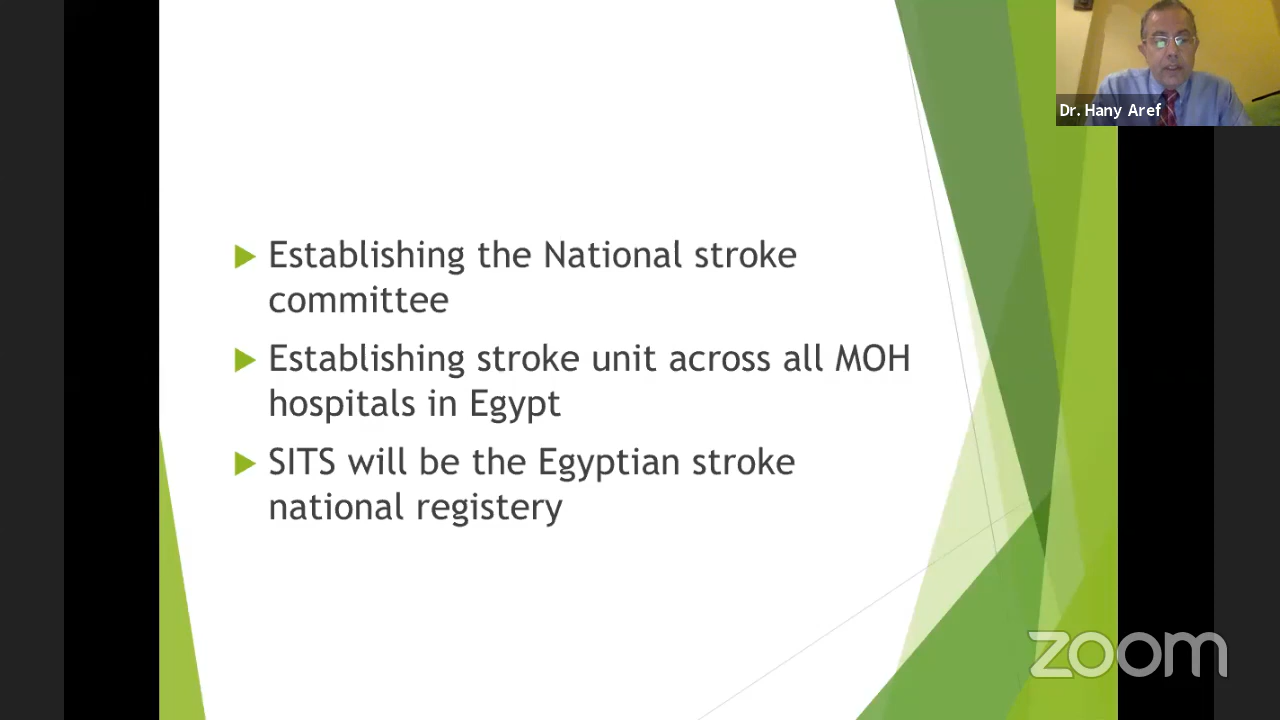 Dr. Hany Aref
Establishing the National stroke
committee
Establishing stroke unit across all MOH
hospitals in Egypt
SITS will be the Egyptian stroke
national registery
zoom